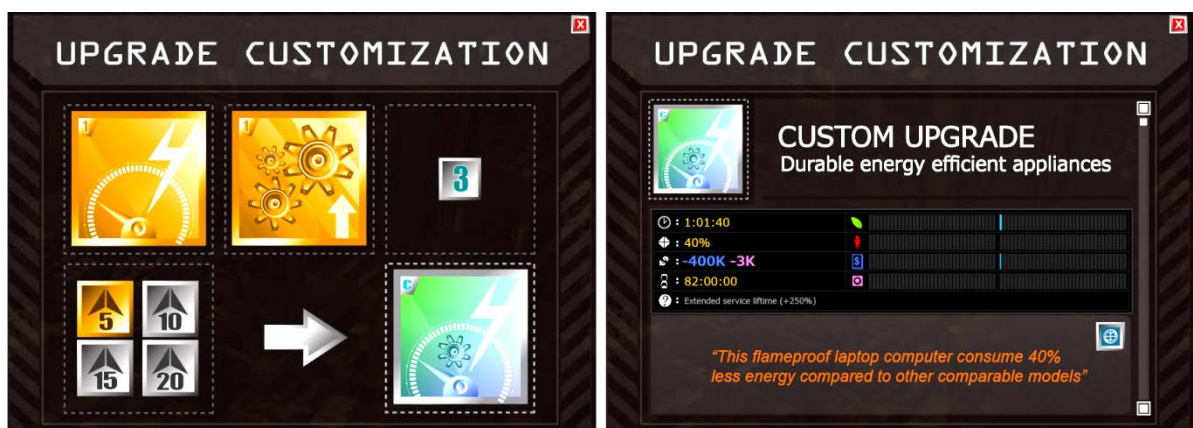 X
UPGRADE CUSTOMIZATION
1
1
3
5
10
15
20
C
X
UPGRADE CUSTOMIZATION
C
CUSTOM UPGRADE
Durable energy efficient appliances
: 1:01:40
: 40%
: -400K -3K
$
: 82:00:00
? : Extended service liftime (+250%)
"This flameproof laptop computer consume 40%
less energy compared to other comparable models"